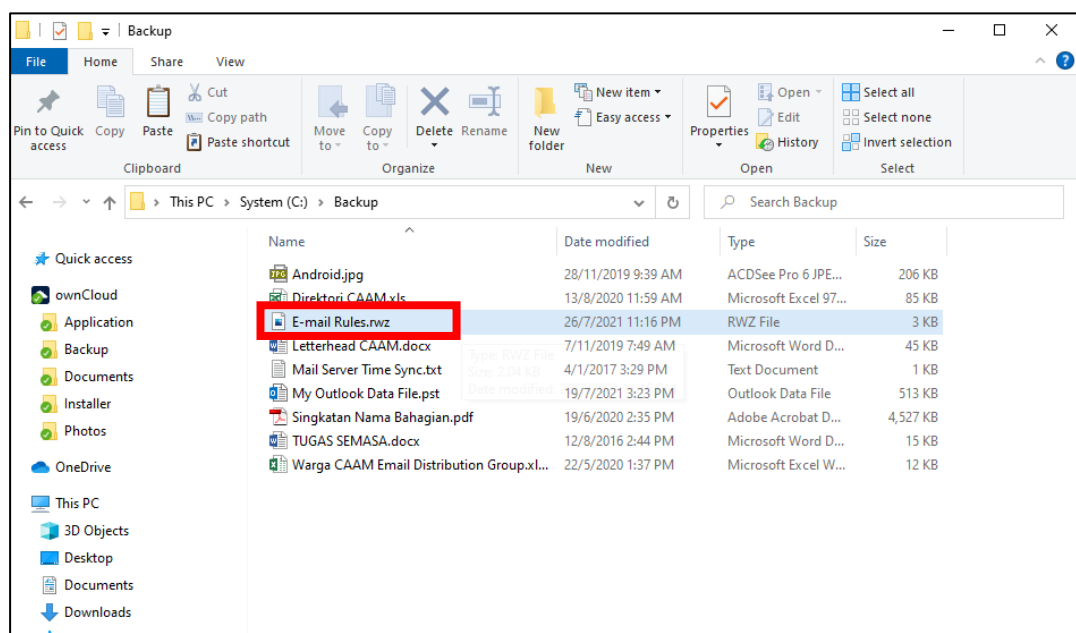 Backup
File Home Share View
Pin to Quick access
Copy
Paste
Cut
Copy path
Paste shortcut
Clipboard
Move to
Copy to
Delete
Rename
Organize
New folder
New item
Easy access
New
Properties
Open
Edit
History
Open
Select all
Select none
Invert selection
Select
This PC > System (C:) > Backup
Search Backup
Quick access
ownCloud
Application
Backup
Documents
Installer
Photos
OneDrive
This PC
3D Objects
Desktop
Documents
Downloads
Name Date modified Type Size
Android.jpg 28/11/2019 9:39 AM ACDSee Pro 6 JPE... 206 KB
Direktori CAAM.xls 13/8/2020 11:59 AM Microsoft Excel 97... 85 KB
E-mail Rules.rwz 26/7/2021 11:16 PM RWZ File 3 KB
Letterhead CAAM.docx 7/11/2019 7:49 AM Microsoft Word D... 45 KB
Mail Server Time Sync.txt 4/1/2017 3:29 PM Text Document 1 KB
My Outlook Data File.pst 19/7/2021 3:23 PM Outlook Data File 513 KB
Singkatan Nama Bahagian.pdf 19/6/2020 2:35 PM Adobe Acrobat D... 4,527 KB
TUGAS SEMASA.docx 12/8/2016 2:44 PM Microsoft Word D... 15 KB
Warga CAAM Email Distribution Group.xl... 22/5/2020 1:37 PM Microsoft Excel W... 12 KB
Type: RWZ File
Size: 2.04 KB
Date modified: